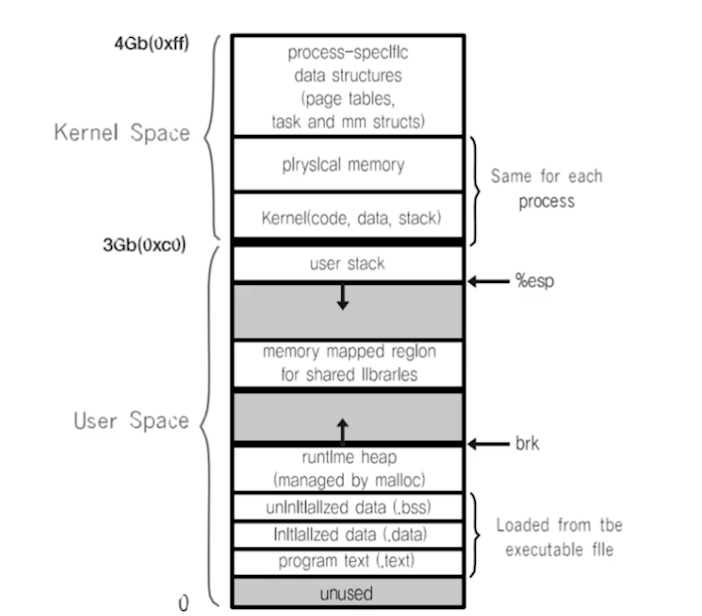 4Gb(0xff)
process-specific
data structures
(page tables,
task and mm structs)
Kernel Space
plrysical memory
Same for each
process
Kernel(code, data, stack)
3Gb(0xc0)
user stack
%esp
memory mapped region
for shared libraries
User Space
brk
runtime heap
(managed by malloc)
uninitialized data (.bss)
Initialized data (.data)
Loaded from tbe
executable file
program text (.text)
unused
0